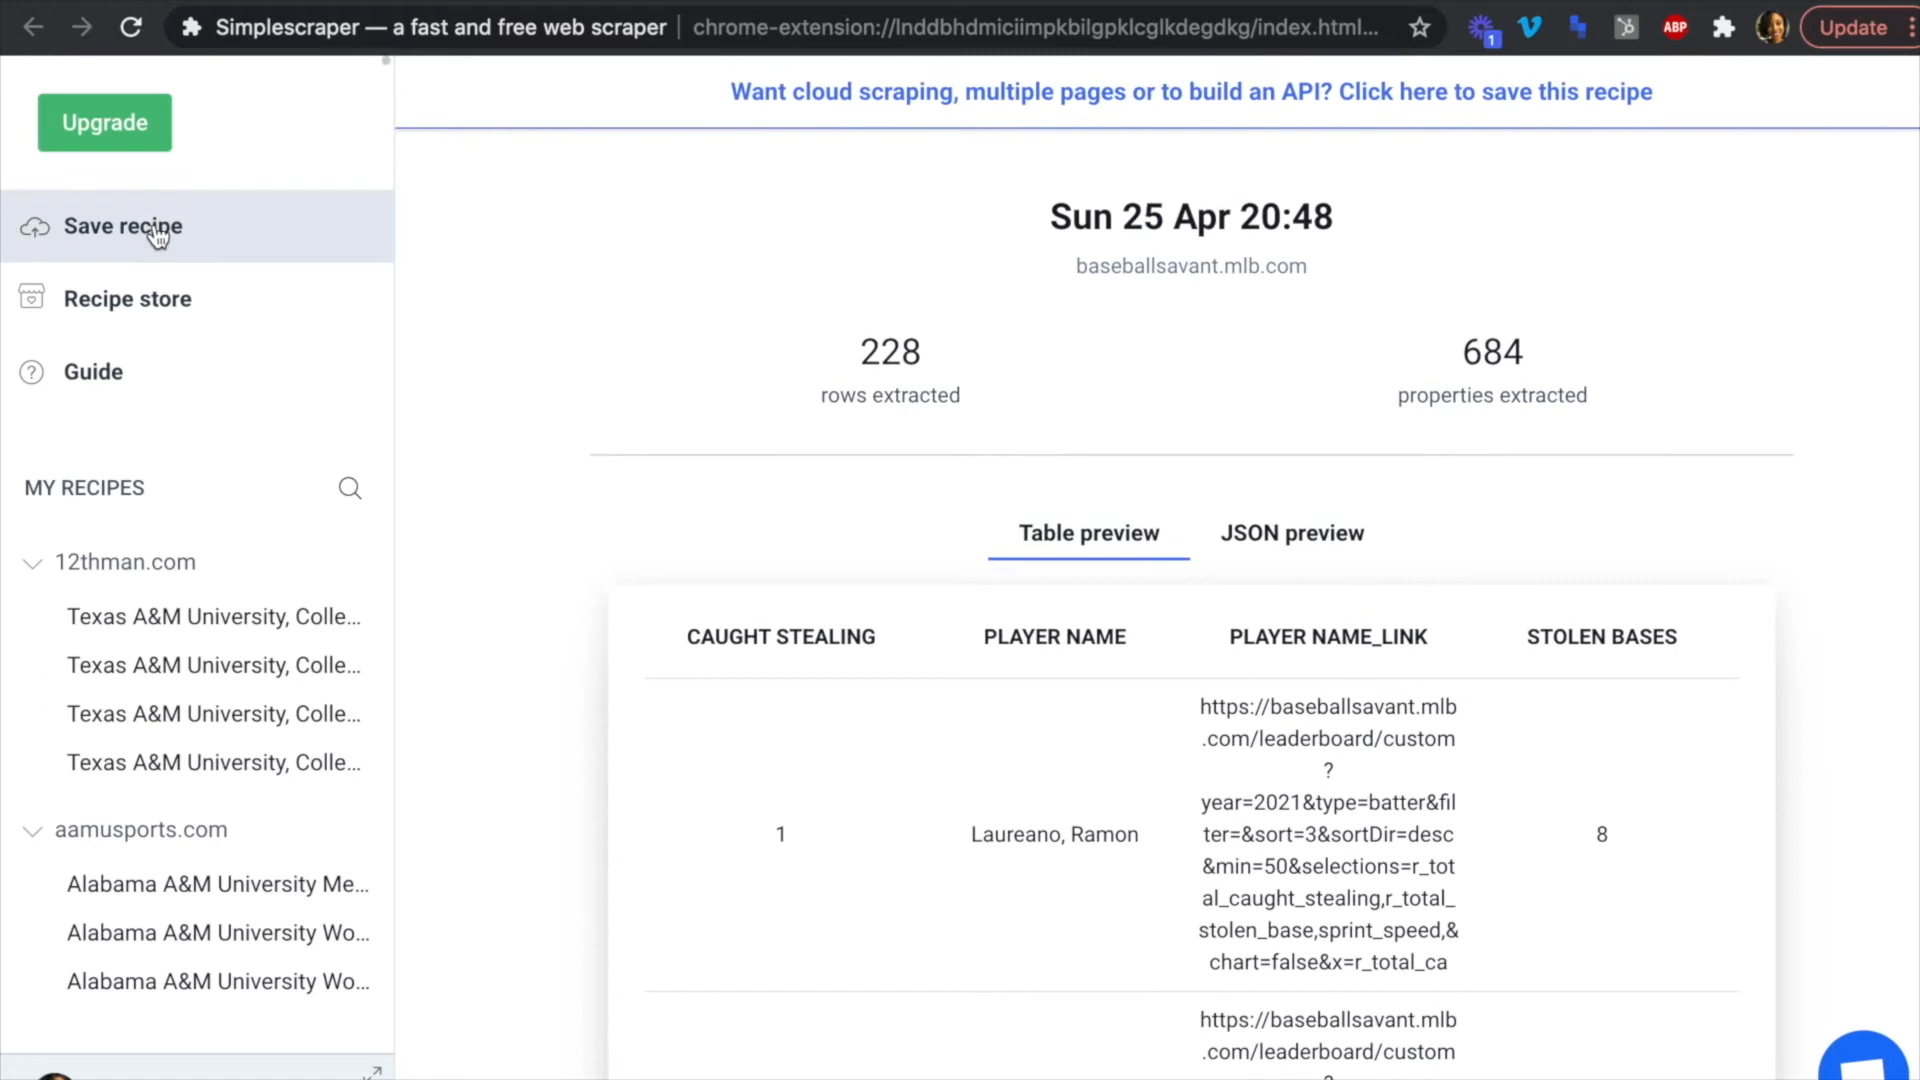 Simplescraper — a fast and free web scraper
chrome-extension://lnddbhdmiciimpkbilgpklcglkdegdkg/index.html...
1
ABP
Update
Upgrade
Want cloud scraping, multiple pages or to build an API? Click here to save this recipe
Save recipe
Recipe store
Guide
Sun 25 Apr 20:48
baseballsavant.mlb.com
228
rows extracted
684
properties extracted
MY RECIPES
12thman.com
Texas A&M University, Colle...
Texas A&M University, Colle...
Texas A&M University, Colle...
Texas A&M University, Colle...
aamusports.com
Alabama A&M University Me...
Alabama A&M University Wo...
Alabama A&M University Wo...
Table preview
JSON preview
CAUGHT STEALING
PLAYER NAME
PLAYER NAME_LINK
STOLEN BASES
1
Laureano, Ramon
https://baseballsavant.mlb
.com/leaderboard/custom
?
year=2021&type=batter&fil
ter=&sort=3&sortDir=desc
&min=50&selections=r_tot
al_caught_stealing,r_total_
stolen_base,sprint_speed,&
chart=false&x=r_total_ca
8
https://baseballsavant.mlb
.com/leaderboard/custom
?